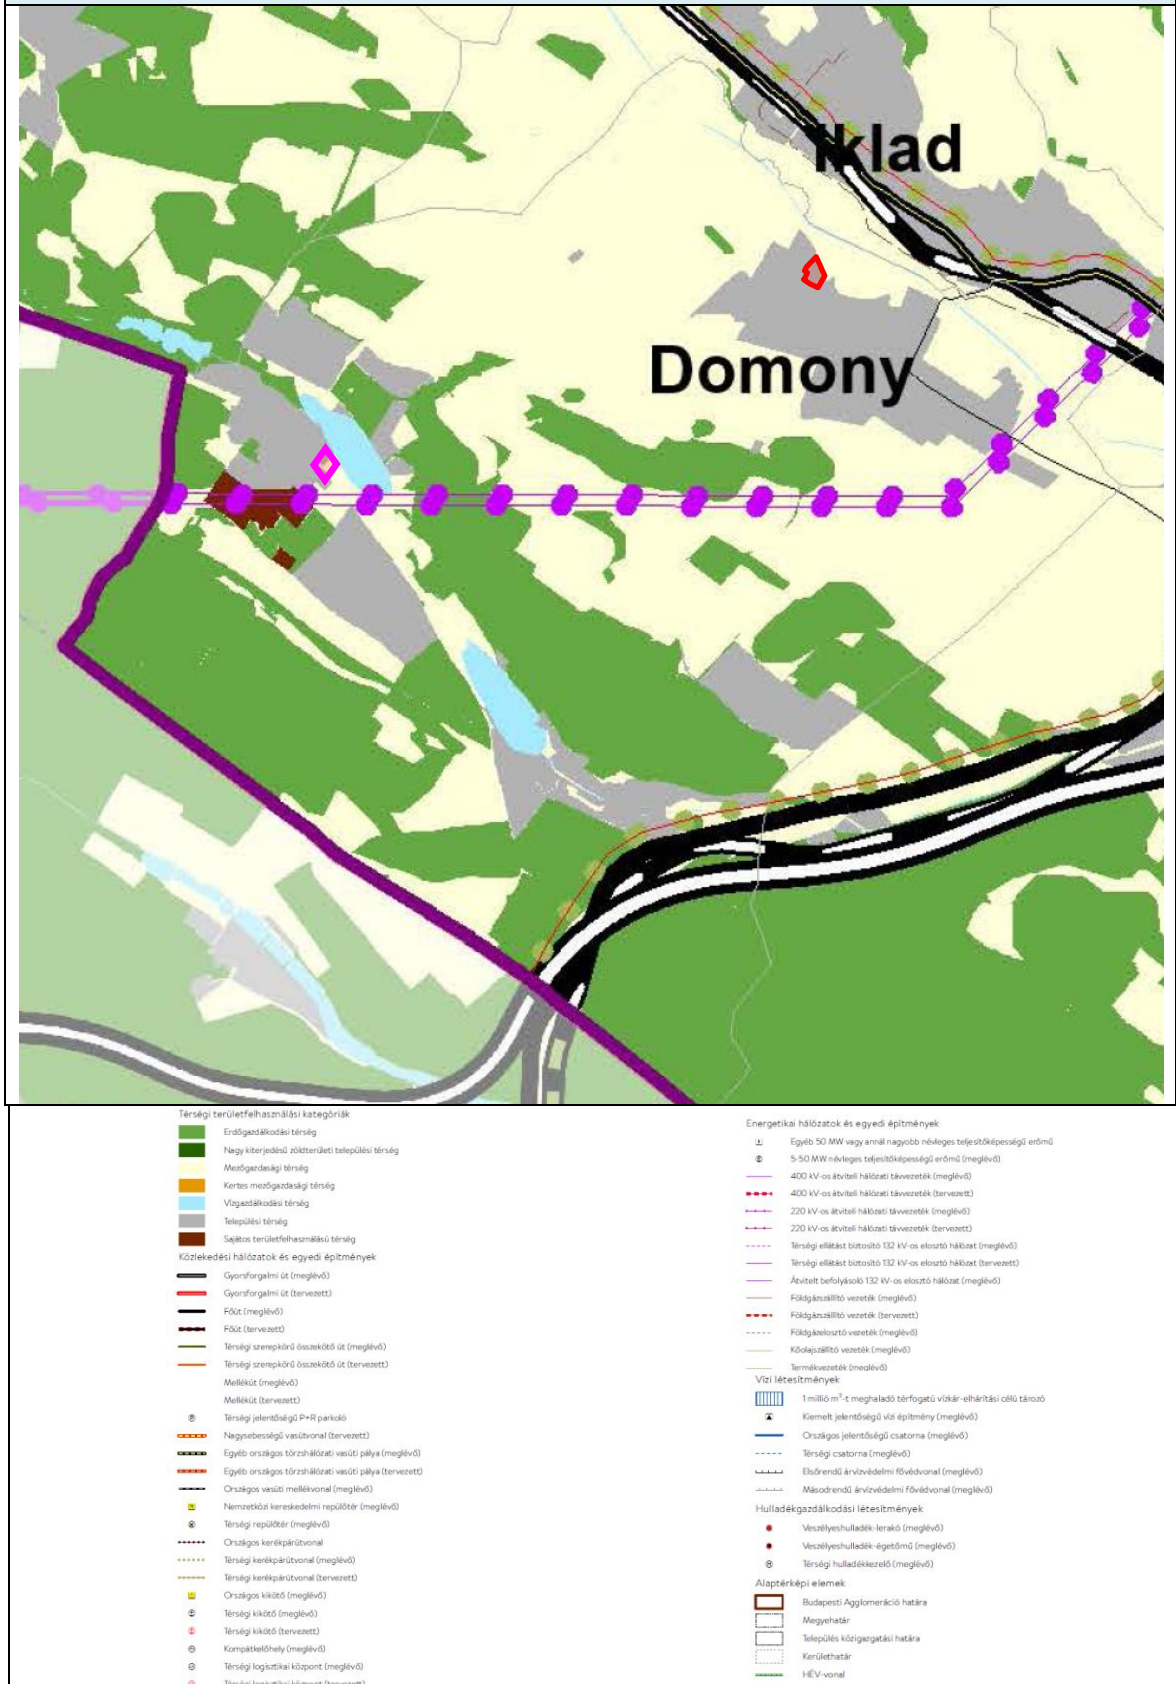 Iklad
Domony
Térségi területfelhasználási kategóriák
Erdőgazdálkodási térség
Nagy kiterjedésű zöldterületi települési térség
Mezőgazdasági térség
Kertes mezőgazdasági térség
Vízgazdálkodási térség
Települési térség
Sajátos területfelhasználású térség
Közlekedési hálózatok és egyedi építmények
Gyorsforgalmi út (meglévő)
Gyorsforgalmi út (tervezett)
Főút (meglévő)
Főút (tervezett)
Térségi szerepkörű összekötő út (meglévő)
Térségi szerepkörű összekötő út (tervezett)
Mellékút (meglévő)
Mellékút (tervezett)
Térségi jelentőségű P+R parkoló
Nagysebességű vasútvonal (tervezett)
Egyéb országos törzshálózati vasúti pálya (meglévő)
Egyéb országos törzshálózati vasúti pálya (tervezett)
Országos vasúti mellékvonal (meglévő)
Nemzetközi kereskedelmi repülőtér (meglévő)
Térségi repülőtér (meglévő)
Országos kerékpárútvonal
Térségi kerékpárútvonal (meglévő)
Térségi kerékpárútvonal (tervezett)
Országos kikötő (meglévő)
Térségi kikötő (meglévő)
Térségi kikötő (tervezett)
Kompátkelőhely (meglévő)
Térségi logisztikai központ (meglévő)
Térségi logisztikai központ (tervezett)
Energetikai hálózatok és egyedi építmények
Egyéb 50 MW vagy annál nagyobb névleges teljesítőképességű erőmű
5-50 MW névleges teljesítőképességű erőmű (meglévő)
400 kV-os átviteli hálózati távvezeték (meglévő)
400 kV-os átviteli hálózati távvezeték (tervezett)
220 kV-os átviteli hálózati távvezeték (meglévő)
220 kV-os átviteli hálózati távvezeték (tervezett)
Térségi ellátást biztosító 132 kV-os elosztó hálózat (meglévő)
Térségi ellátást biztosító 132 kV-os elosztó hálózat (tervezett)
Átvitelt befolyásoló 132 kV-os elosztó hálózat (meglévő)
Földgázszállító vezeték (meglévő)
Földgázszállító vezeték (tervezett)
Földgázelosztó vezeték (meglévő)
Kőolajszállító vezeték (meglévő)
Termékvezeték (meglévő)
Vízi létesítmények
1 millió m³-t meghaladó térfogatú vízkár-elhárítási célú tározó
Kiemelt jelentőségű vízi építmény (meglévő)
Országos jelentőségű csatorna (meglévő)
Térségi csatorna (meglévő)
Elsőrendű árvízvédelmi fővédvonal (meglévő)
Másodrendű árvízvédelmi fővédvonal (meglévő)
Hulladékgazdálkodási létesítmények
Veszélyeshulladék-lerakó (meglévő)
Veszélyeshulladék-égetőmű (meglévő)
Térségi hulladékkezelő (meglévő)
Alaptérképi elemek
Budapesti Agglomeráció határa
Megyehatár
Település közigazgatási határa
Kerülethatár
HÉV-vonal